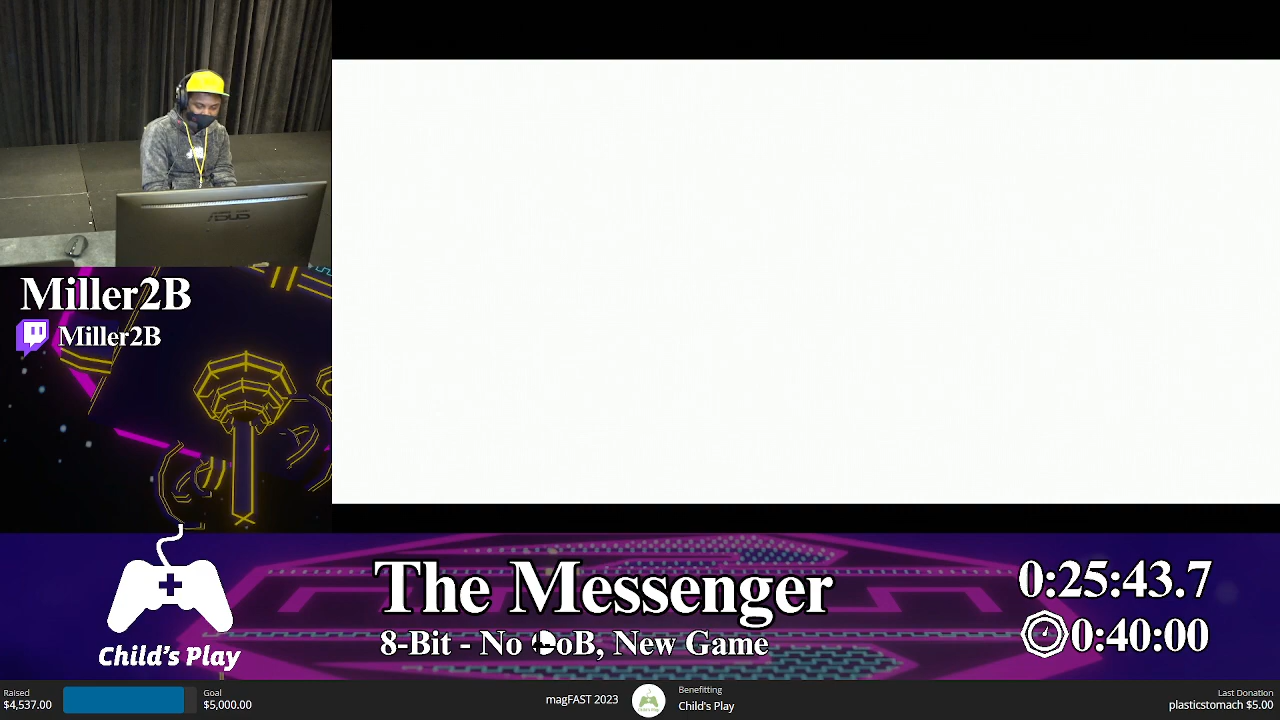 ASUS
Miller2B
Miller2B
Child's Play
The Messenger
8-Bit - No OoB, New Game
0:25:43.7
0:40:00
Raised
$4,537.00
Goal
$5,000.00
magFAST 2023
Benefitting
Child's Play
Last Donation
plasticstomach $5.00